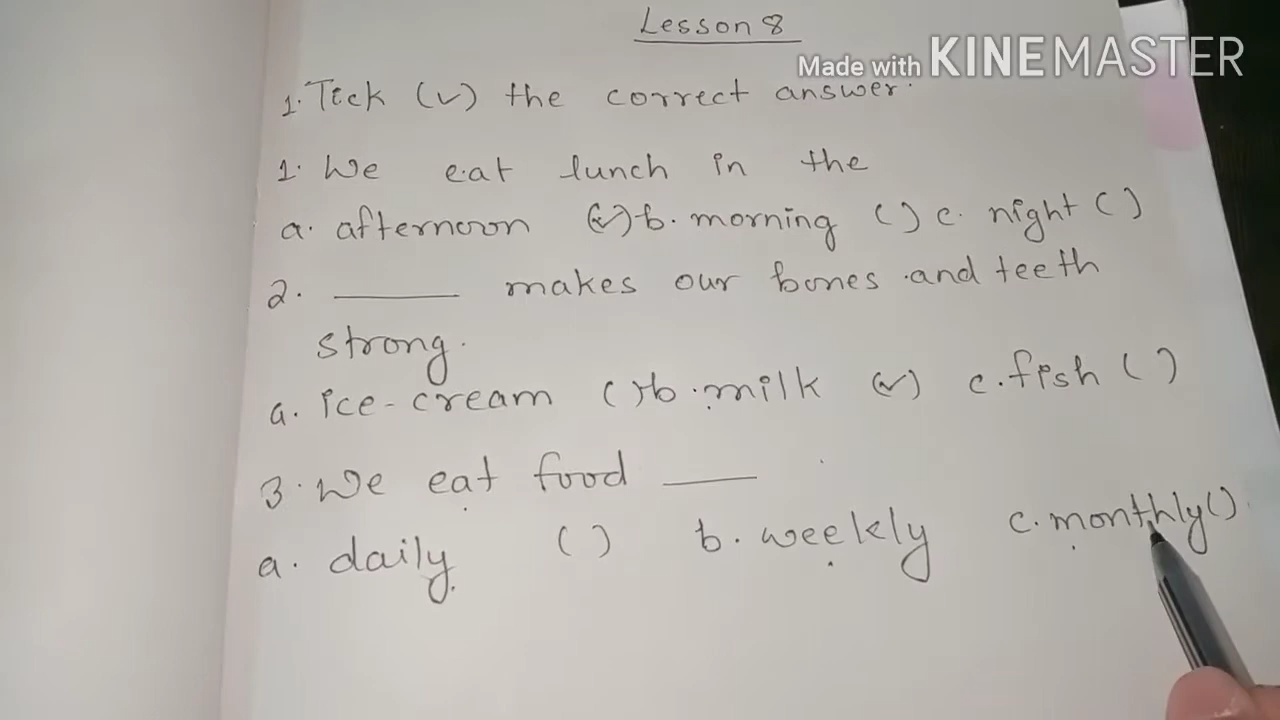 Lesson 8
Made with KINEMASTER
1. Tick (✓) the correct answer.
1. We eat lunch in the
a. afternoon (✓) b. morning ( ) c. night ( )
2. ______ makes our bones and teeth
strong.
a. ice-cream ( ) b. milk (✓) c. fish ( )
3. We eat food ____
a. daily ( ) b. weekly c. monthly ( ).